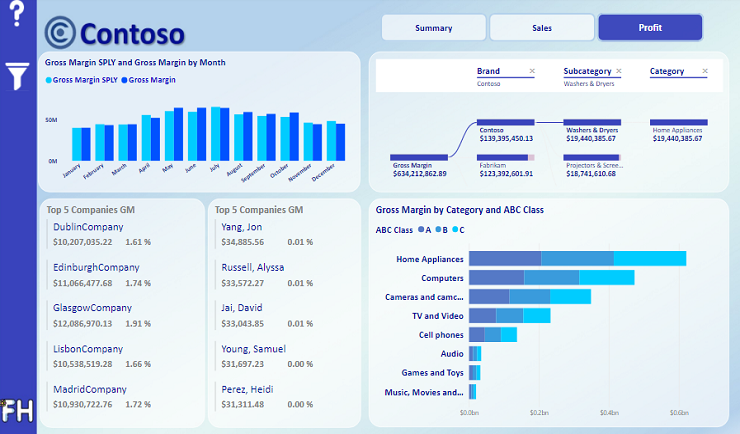 ?
Contoso
Summary
Sales
Profit
Gross Margin SPLY and Gross Margin by Month
Gross Margin SPLY Gross Margin
50M
0M
January February March April May June July August September October November December
Brand × Subcategory × Category ×
Contoso Washers & Dryers
Contoso Washers & Dryers Home Appliances
$139,395,450.13 $19,440,385.67 $19,440,385.67
Gross Margin Fabrikam Projectors & Scree...
$634,212,862.89 $123,392,601.91 $18,741,610.68
Top 5 Companies GM
DublinCompany
$10,207,035.22 1.61 %
EdinburghCompany
$11,066,477.68 1.74 %
GlasgowCompany
$12,086,970.13 1.91 %
LisbonCompany
$10,538,519.28 1.66 %
MadridCompany
$10,930,722.76 1.72 %
Top 5 Companies GM
Yang, Jon
$34,885.56 0.01 %
Russell, Alyssa
$33,572.27 0.01 %
Jai, David
$33,043.85 0.01 %
Young, Samuel
$31,697.23 0.00 %
Perez, Heidi
$31,311.48 0.00 %
Gross Margin by Category and ABC Class
ABC Class A B C
Home Appliances
Computers
Cameras and camc...
TV and Video
Cell phones
Audio
Games and Toys
Music, Movies and...
$0.0bn $0.2bn $0.4bn $0.6bn
FH